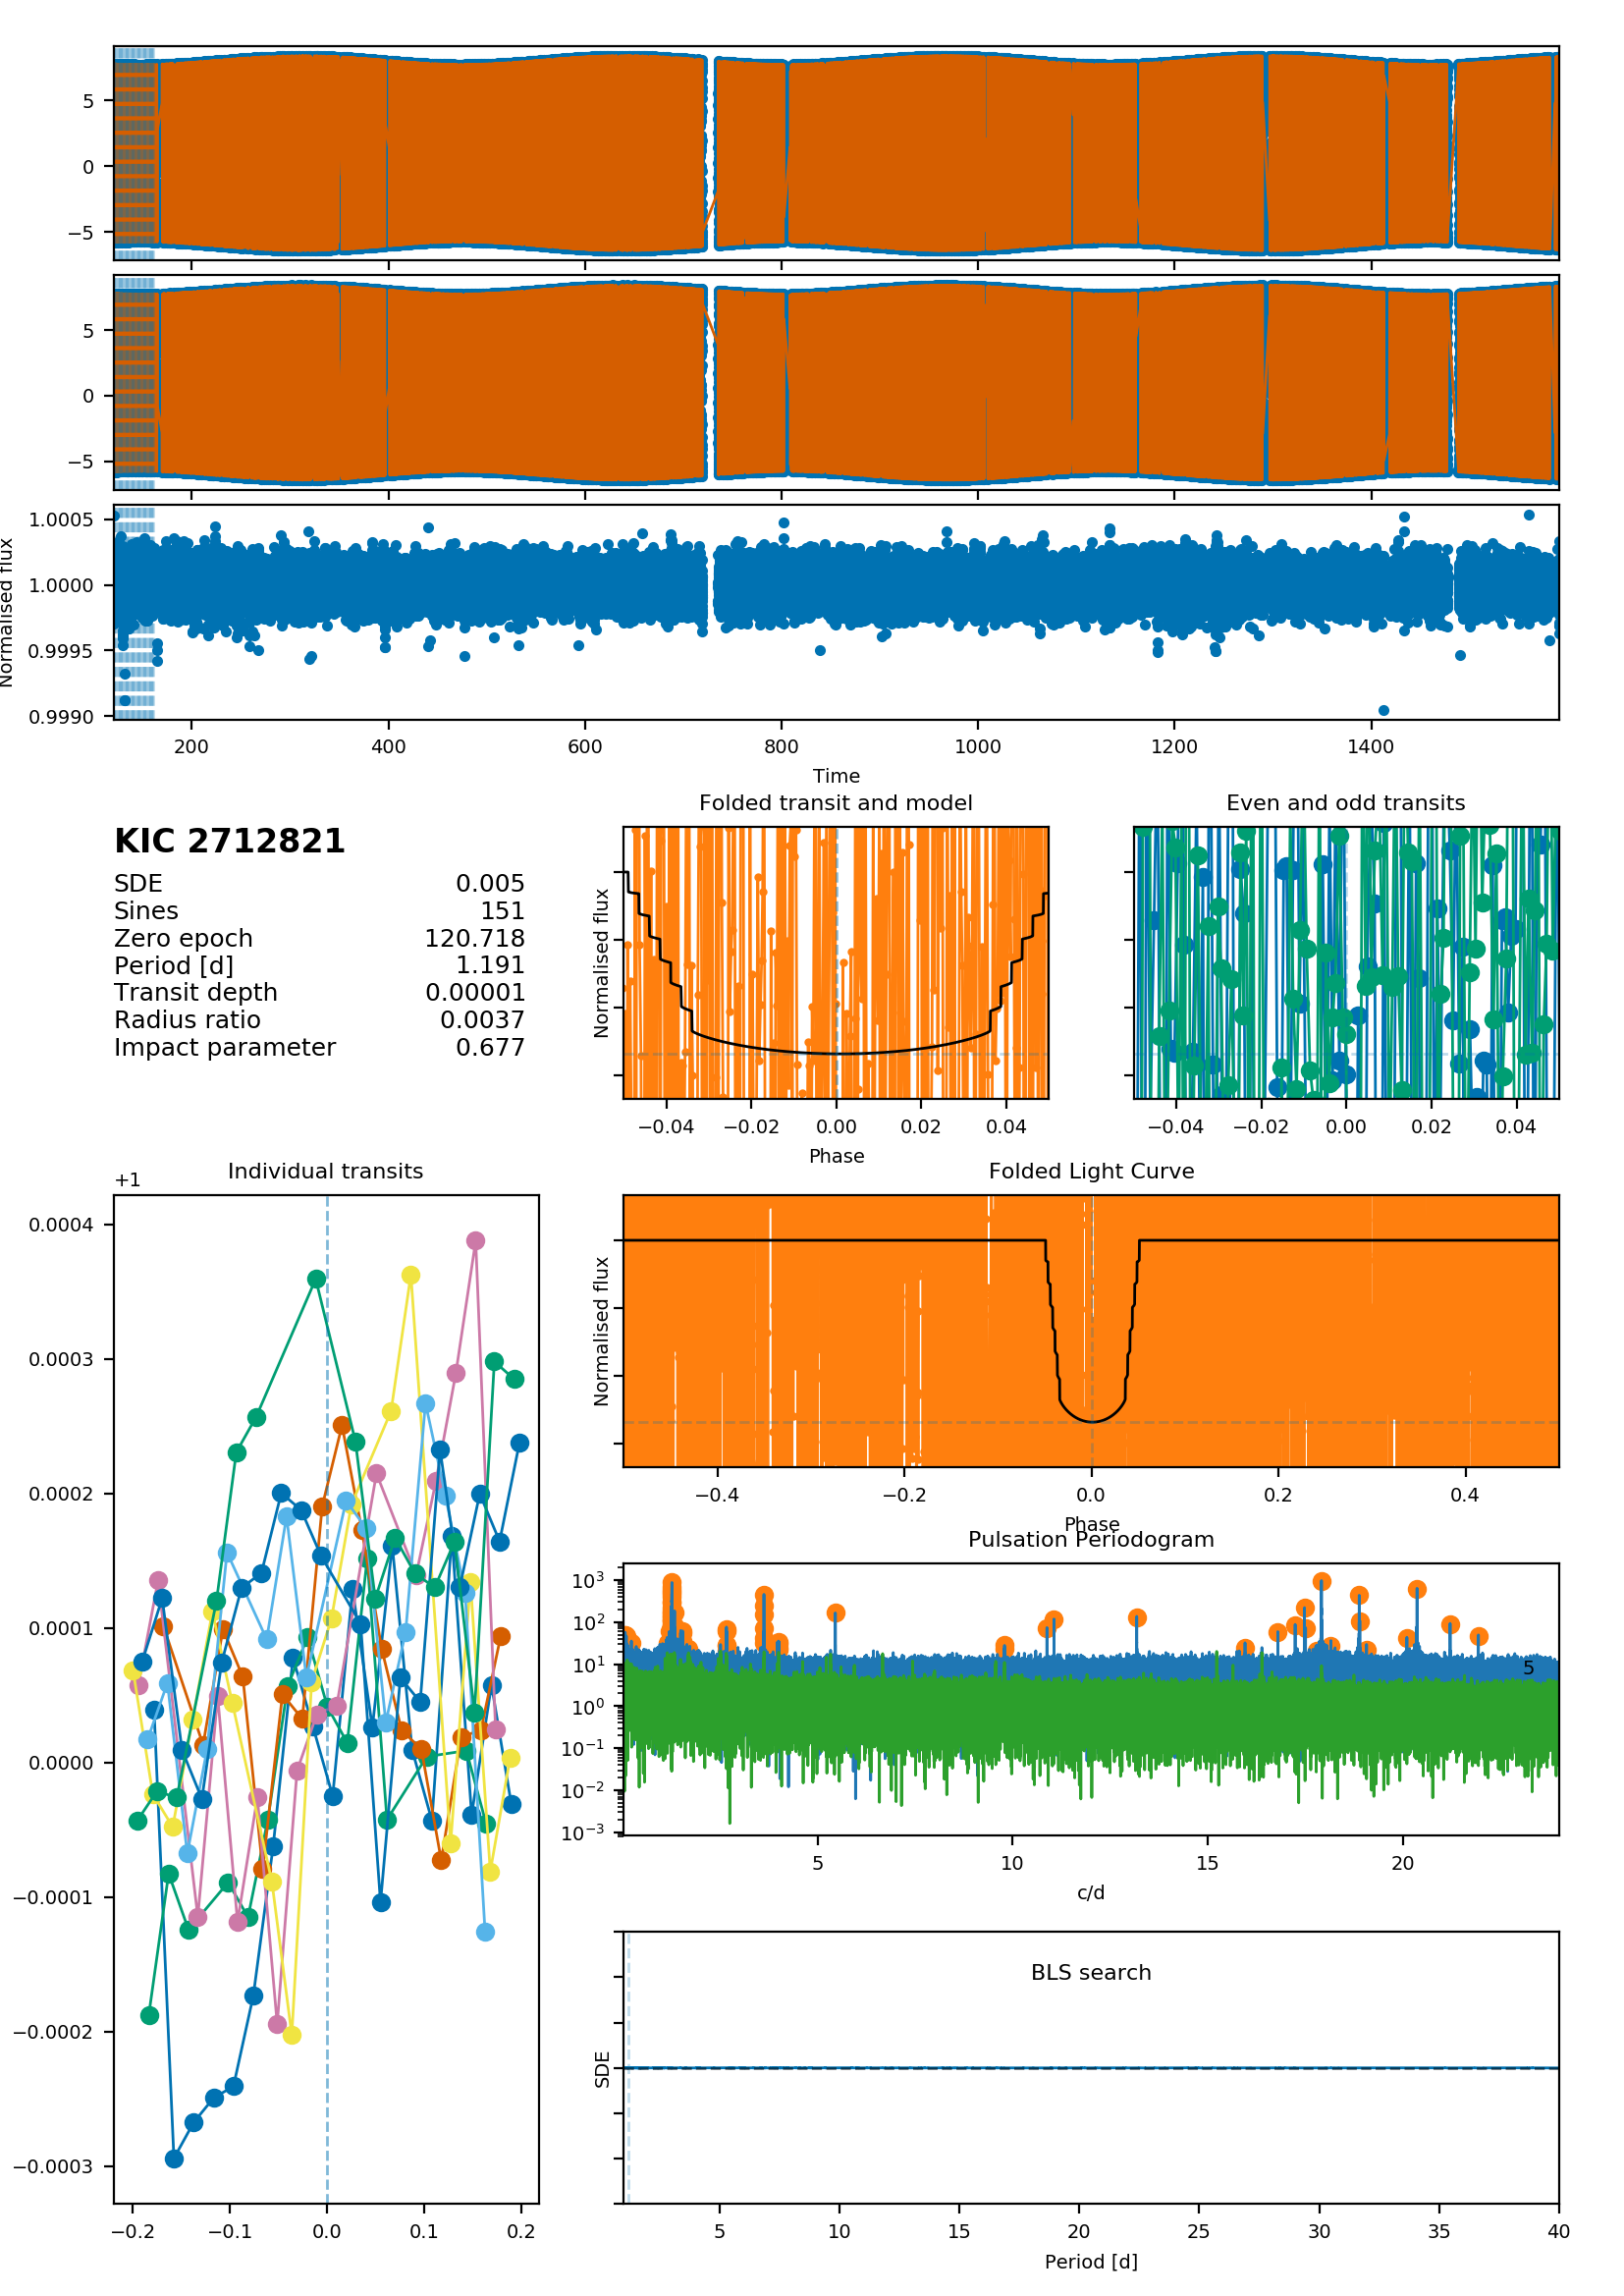 5
0
−5
5
0
−5
1.0005
1.0000
0.9995
0.9990
Normalised flux
200 400 600 800 1000 1200 1400
Time
KIC 2712821
SDE 0.005
Sines 151
Zero epoch 120.718
Period [d] 1.191
Transit depth 0.00001
Radius ratio 0.0037
Impact parameter 0.677
Folded transit and model
Normalised flux
−0.04 −0.02 0.00 0.02 0.04
Phase
Even and odd transits
−0.04 −0.02 0.00 0.02 0.04
Individual transits
+1
0.0004
0.0003
0.0002
0.0001
0.0000
−0.0001
−0.0002
−0.0003
−0.2 −0.1 0.0 0.1 0.2
Folded Light Curve
Normalised flux
−0.4 −0.2 0.0 0.2 0.4
Phase
Pulsation Periodogram
10³
10²
10¹
10⁰
10⁻¹
10⁻²
10⁻³
5
5 10 15 20
c/d
BLS search
SDE
5 10 15 20 25 30 35 40
Period [d]